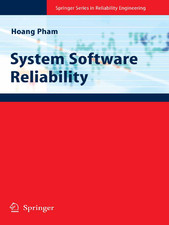 Springer Series in Reliability Engineering
Hoang Pham
System Software
Reliability
Springer